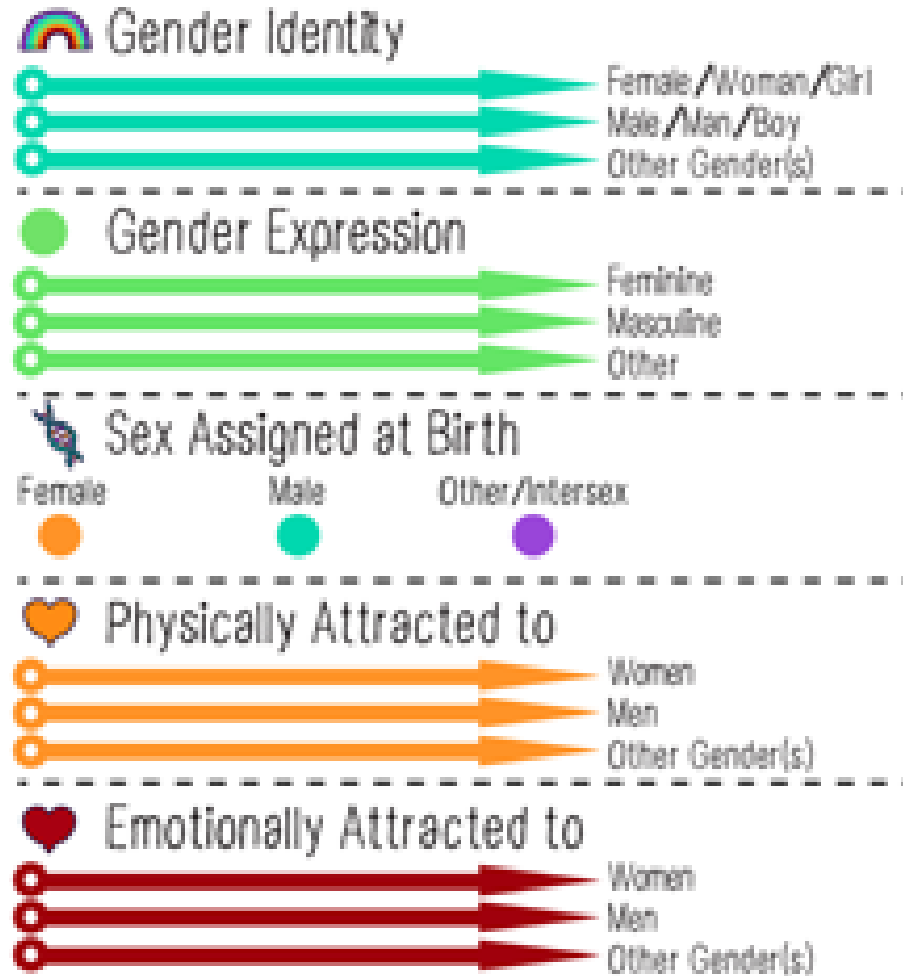 Gender Identity
Female/Woman/Girl
Male/Man/Boy
Other Gender(s)
Gender Expression
Feminine
Masculine
Other
Sex Assigned at Birth
Female Male Other/Intersex
Physically Attracted to
Women
Men
Other Gender(s)
Emotionally Attracted to
Women
Men
Other Gender(s)